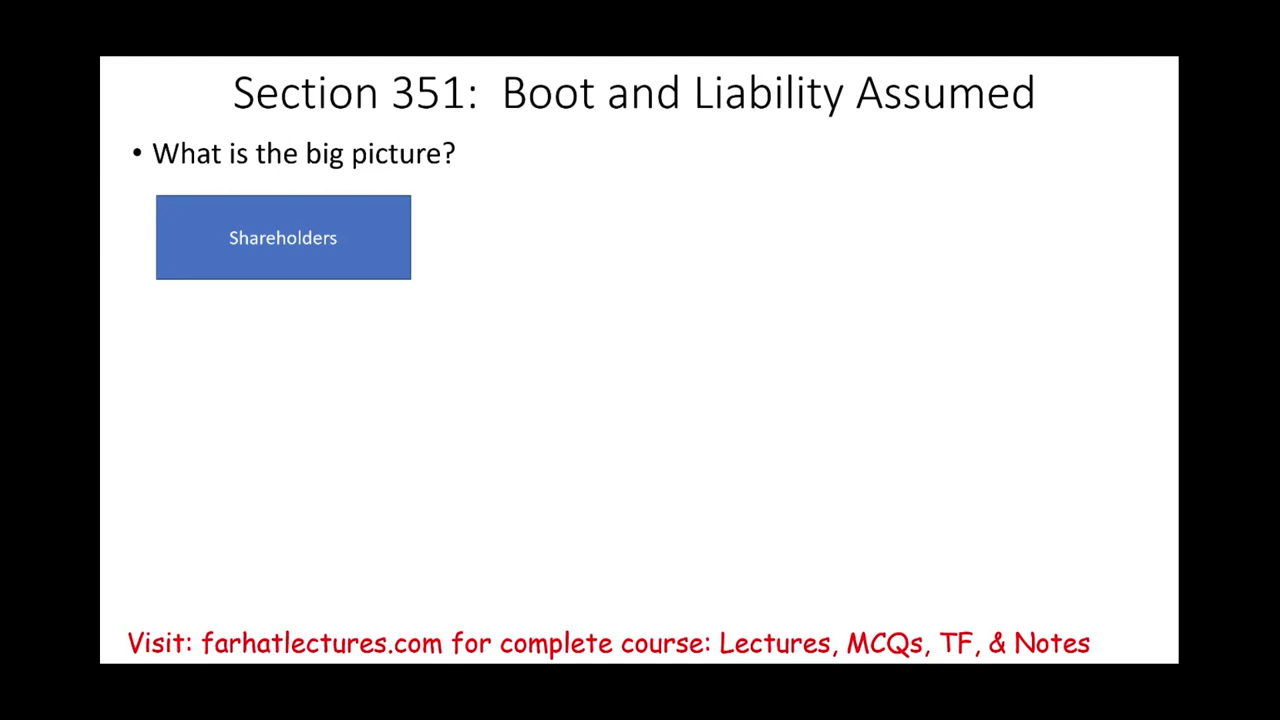 Section 351: Boot and Liability Assumed
• What is the big picture?
Shareholders
Visit: farhatlectures.com for complete course: Lectures, MCQs, TF, & Notes